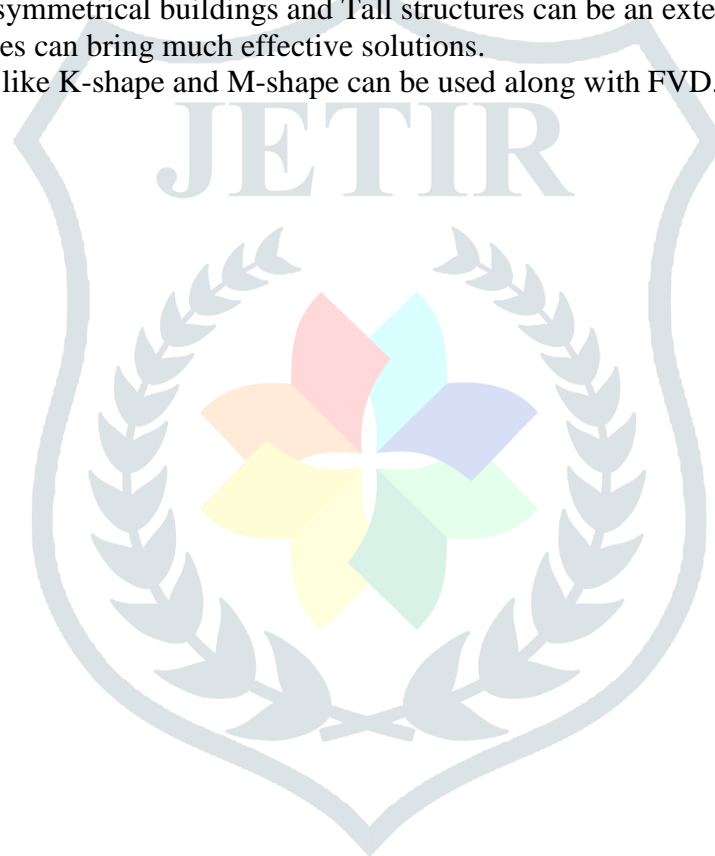 symmetrical buildings and Tall structures can be an exte
es can bring much effective solutions.
like K-shape and M-shape can be used along with FVD.
JETIR